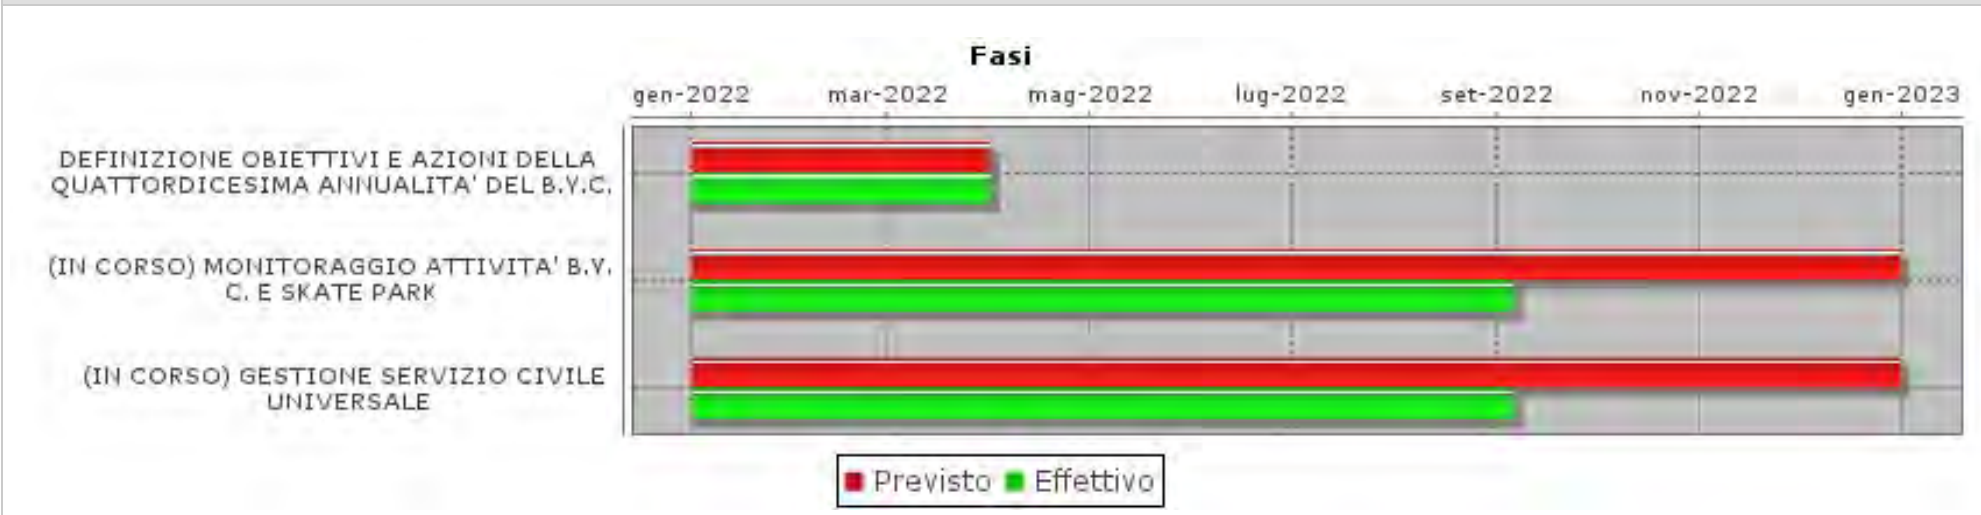 Fasi
gen-2022 mar-2022 mag-2022 lug-2022 set-2022 nov-2022 gen-2023
DEFINIZIONE OBIETTIVI E AZIONI DELLA
QUATTORDICESIMA ANNUALITA' DEL B.Y.C.
(IN CORSO) MONITORAGGIO ATTIVITA' B.Y.
C. E SKATE PARK
(IN CORSO) GESTIONE SERVIZIO CIVILE
UNIVERSALE
Previsto Effettivo